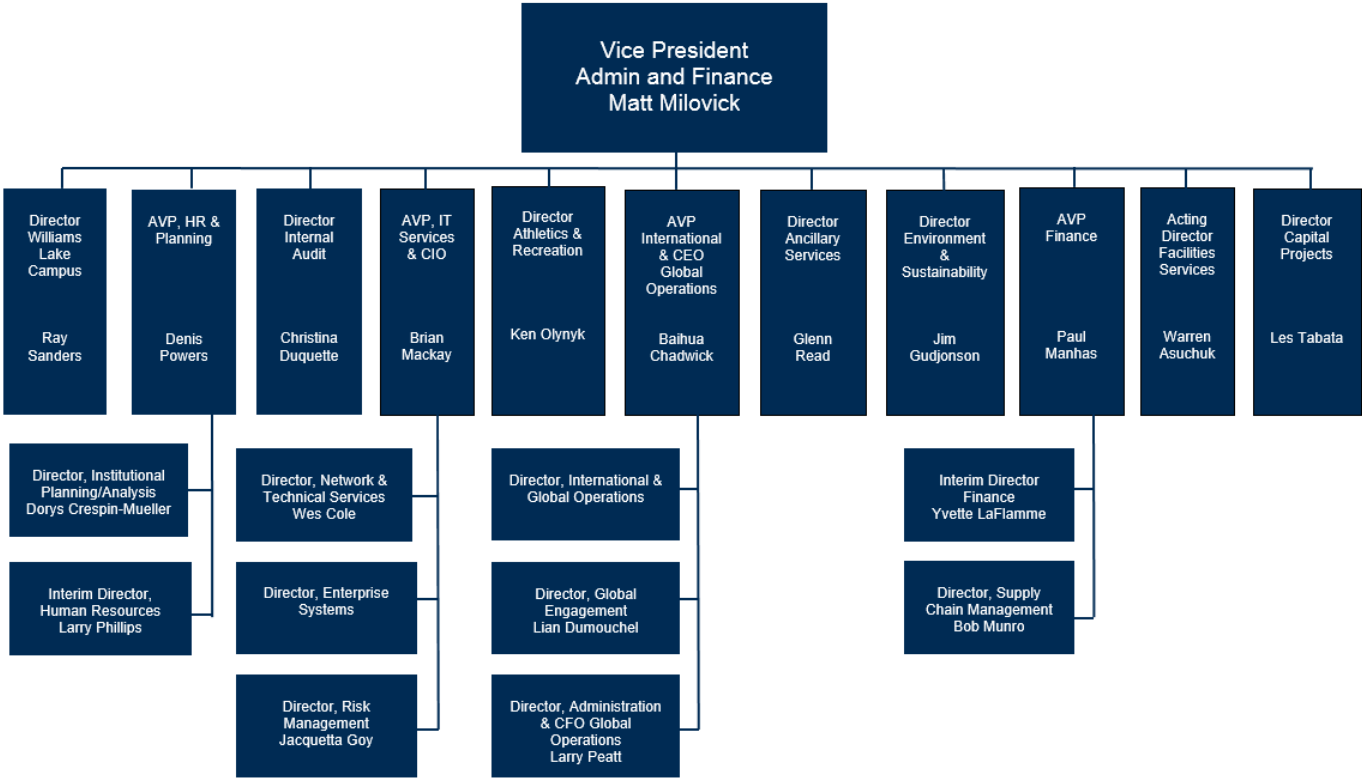 Vice President
Admin and Finance
Matt Milovick
Director
Williams
Lake
Campus
Ray
Sanders
AVP, HR &
Planning
Denis
Powers
Director
Internal
Audit
Christina
Duquette
AVP, IT
Services
& CIO
Brian
Mackay
Director
Athletics &
Recreation
Ken Olynyk
AVP
International
& CEO
Global
Operations
Baihua
Chadwick
Director
Ancillary
Services
Glenn
Read
Director
Environment
&
Sustainability
Jim
Gudjonson
AVP
Finance
Paul
Manhas
Acting
Director
Facilities
Services
Warren
Asuchuk
Director
Capital
Projects
Les Tabata
Director, Institutional
Planning/Analysis
Dorys Crespin-Mueller
Interim Director,
Human Resources
Larry Phillips
Director, Network &
Technical Services
Wes Cole
Director, Enterprise
Systems
Director, Risk
Management
Jacquetta Goy
Director, International &
Global Operations
Director, Global
Engagement
Lian Dumouchel
Director, Administration
& CFO Global
Operations
Larry Peatt
Interim Director
Finance
Yvette LaFlamme
Director, Supply
Chain Management
Bob Munro